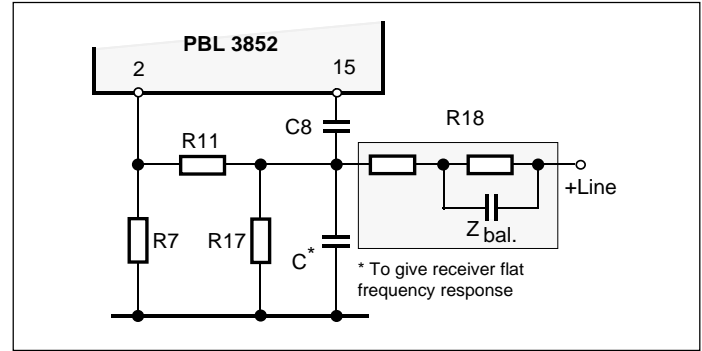 PBL 3852
2 15
C8
R18
R11
+Line
Z bal.
R7 R17
C*
* To give receiver flat
frequency response